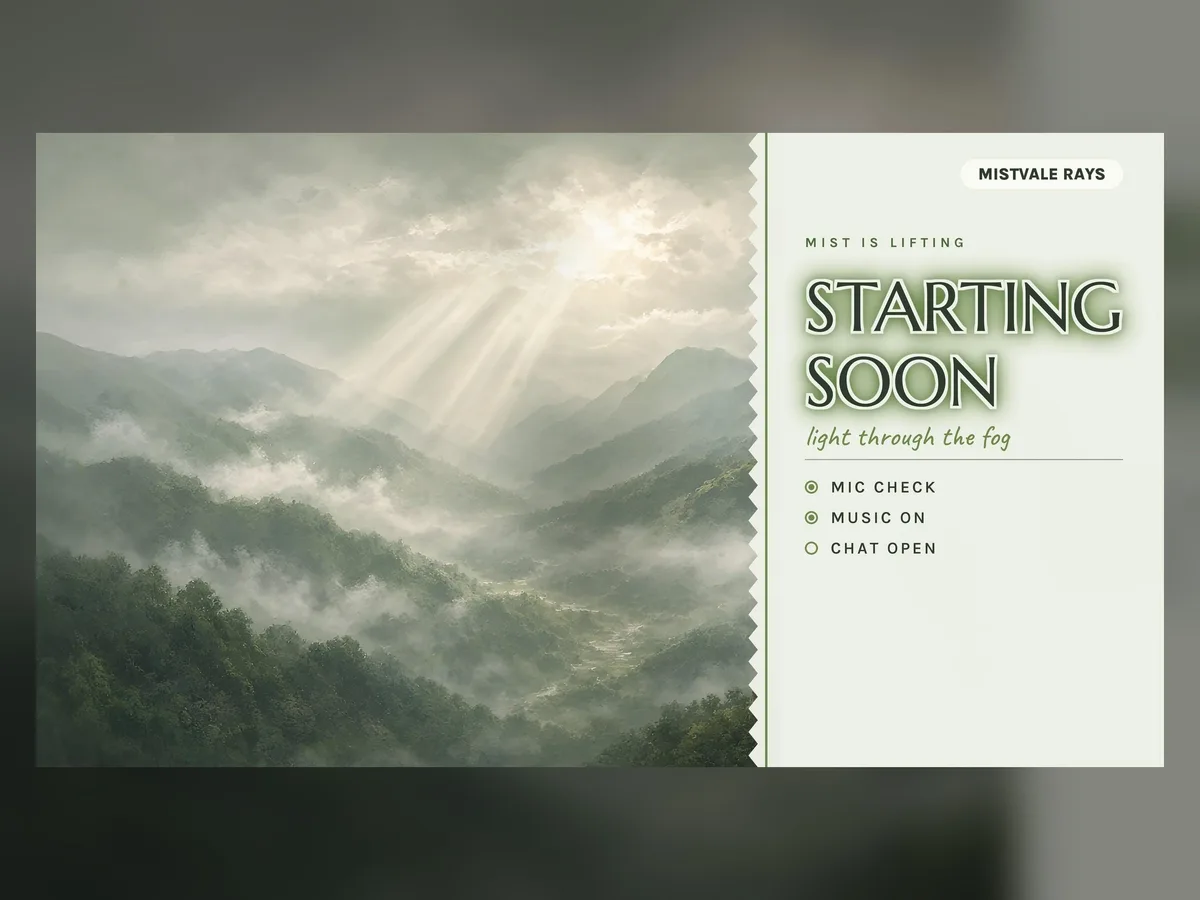 MISTVALE RAYS
MIST IS LIFTING
STARTING
SOON
light through the fog
MIC CHECK
MUSIC ON
CHAT OPEN